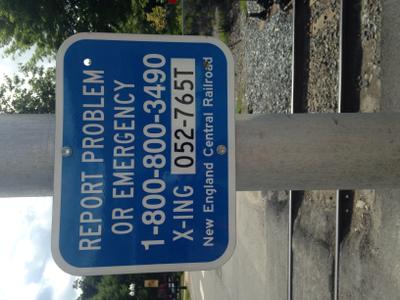 REPORT PROBLEM
OR EMERGENCY
1-800-800-3490
X-ING 052-765T
New England Central Railroad